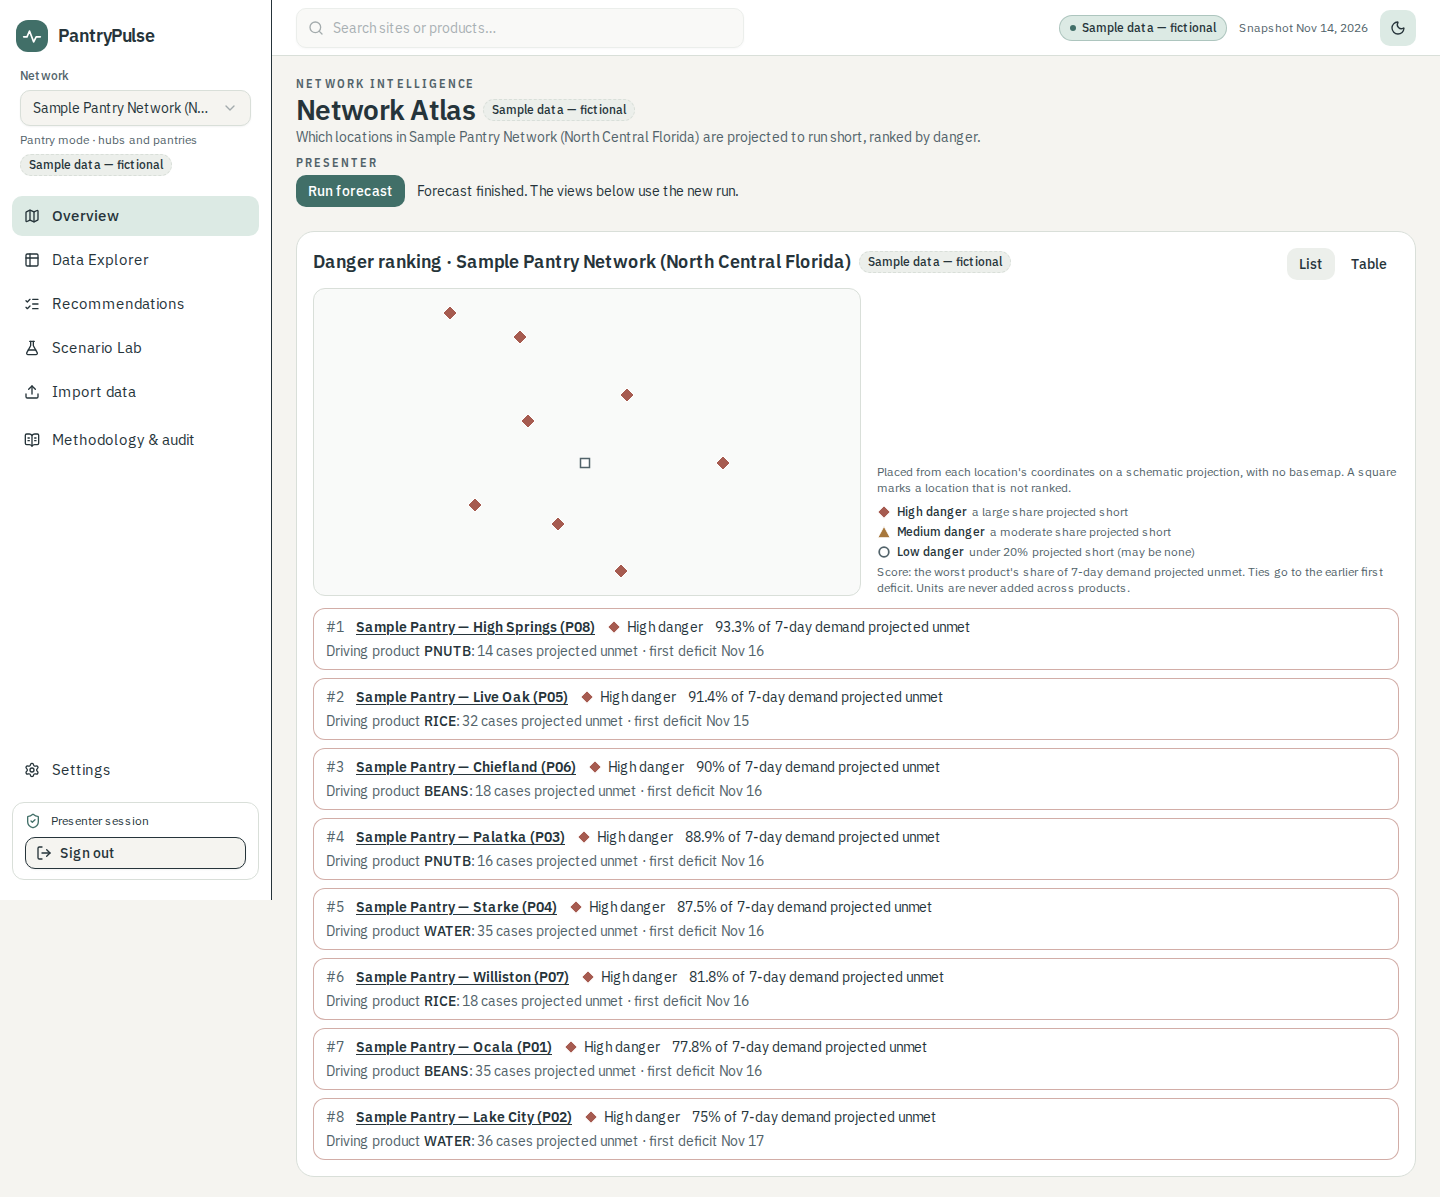 PantryPulse
Network
Sample Pantry Network (N...
Pantry mode · hubs and pantries
Sample data — fictional
Overview
Data Explorer
Recommendations
Scenario Lab
Import data
Methodology & audit
Settings
Presenter session
Sign out
Search sites or products...
Sample data — fictional
Snapshot Nov 14, 2026
NETWORK INTELLIGENCE
Network Atlas
Sample data — fictional
Which locations in Sample Pantry Network (North Central Florida) are projected to run short, ranked by danger.
PRESENTER
Run forecast
Forecast finished. The views below use the new run.
Danger ranking · Sample Pantry Network (North Central Florida)
Sample data — fictional
List
Table
Placed from each location's coordinates on a schematic projection, with no basemap. A square
marks a location that is not ranked.
High danger a large share projected short
Medium danger a moderate share projected short
Low danger under 20% projected short (may be none)
Score: the worst product's share of 7-day demand projected unmet. Ties go to the earlier first
deficit. Units are never added across products.
#1 Sample Pantry — High Springs (P08) High danger 93.3% of 7-day demand projected unmet
Driving product PNUTB: 14 cases projected unmet · first deficit Nov 16
#2 Sample Pantry — Live Oak (P05) High danger 91.4% of 7-day demand projected unmet
Driving product RICE: 32 cases projected unmet · first deficit Nov 15
#3 Sample Pantry — Chiefland (P06) High danger 90% of 7-day demand projected unmet
Driving product BEANS: 18 cases projected unmet · first deficit Nov 16
#4 Sample Pantry — Palatka (P03) High danger 88.9% of 7-day demand projected unmet
Driving product PNUTB: 16 cases projected unmet · first deficit Nov 16
#5 Sample Pantry — Starke (P04) High danger 87.5% of 7-day demand projected unmet
Driving product WATER: 35 cases projected unmet · first deficit Nov 16
#6 Sample Pantry — Williston (P07) High danger 81.8% of 7-day demand projected unmet
Driving product RICE: 18 cases projected unmet · first deficit Nov 16
#7 Sample Pantry — Ocala (P01) High danger 77.8% of 7-day demand projected unmet
Driving product BEANS: 35 cases projected unmet · first deficit Nov 16
#8 Sample Pantry — Lake City (P02) High danger 75% of 7-day demand projected unmet
Driving product WATER: 36 cases projected unmet · first deficit Nov 17